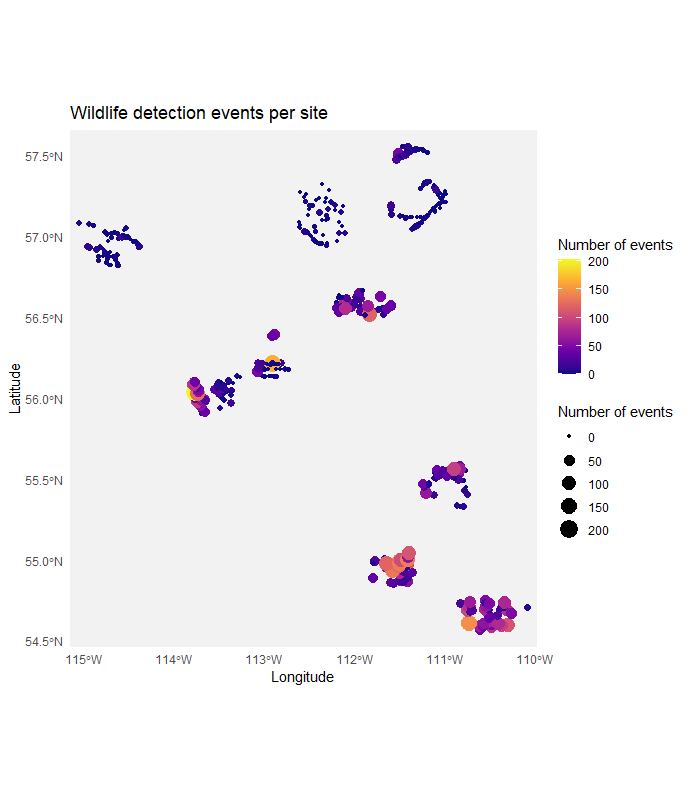 Wildlife detection events per site
57.5°N
57.0°N
56.5°N
56.0°N
55.5°N
55.0°N
54.5°N
Latitude
115°W 114°W 113°W 112°W 111°W 110°W
Longitude
Number of events
200
150
100
50
0
Number of events
0
50
100
150
200